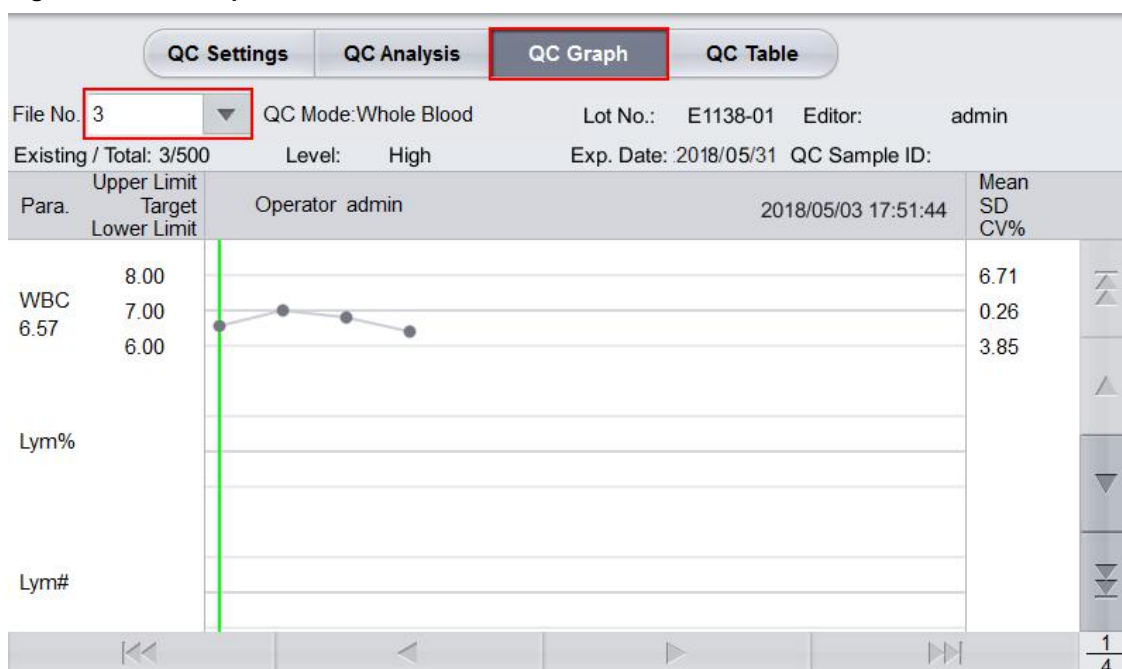 QC Settings QC Analysis QC Graph QC Table
File No. 3 QC Mode:Whole Blood Lot No.: E1138-01 Editor: admin
Existing / Total: 3/500 Level: High Exp. Date: 2018/05/31 QC Sample ID:
Para. Upper Limit Target Lower Limit Operator admin 2018/05/03 17:51:44 Mean SD CV%
8.00 6.71
WBC 7.00 0.26
6.57 6.00 3.85
Lym%
Lym#
1
4